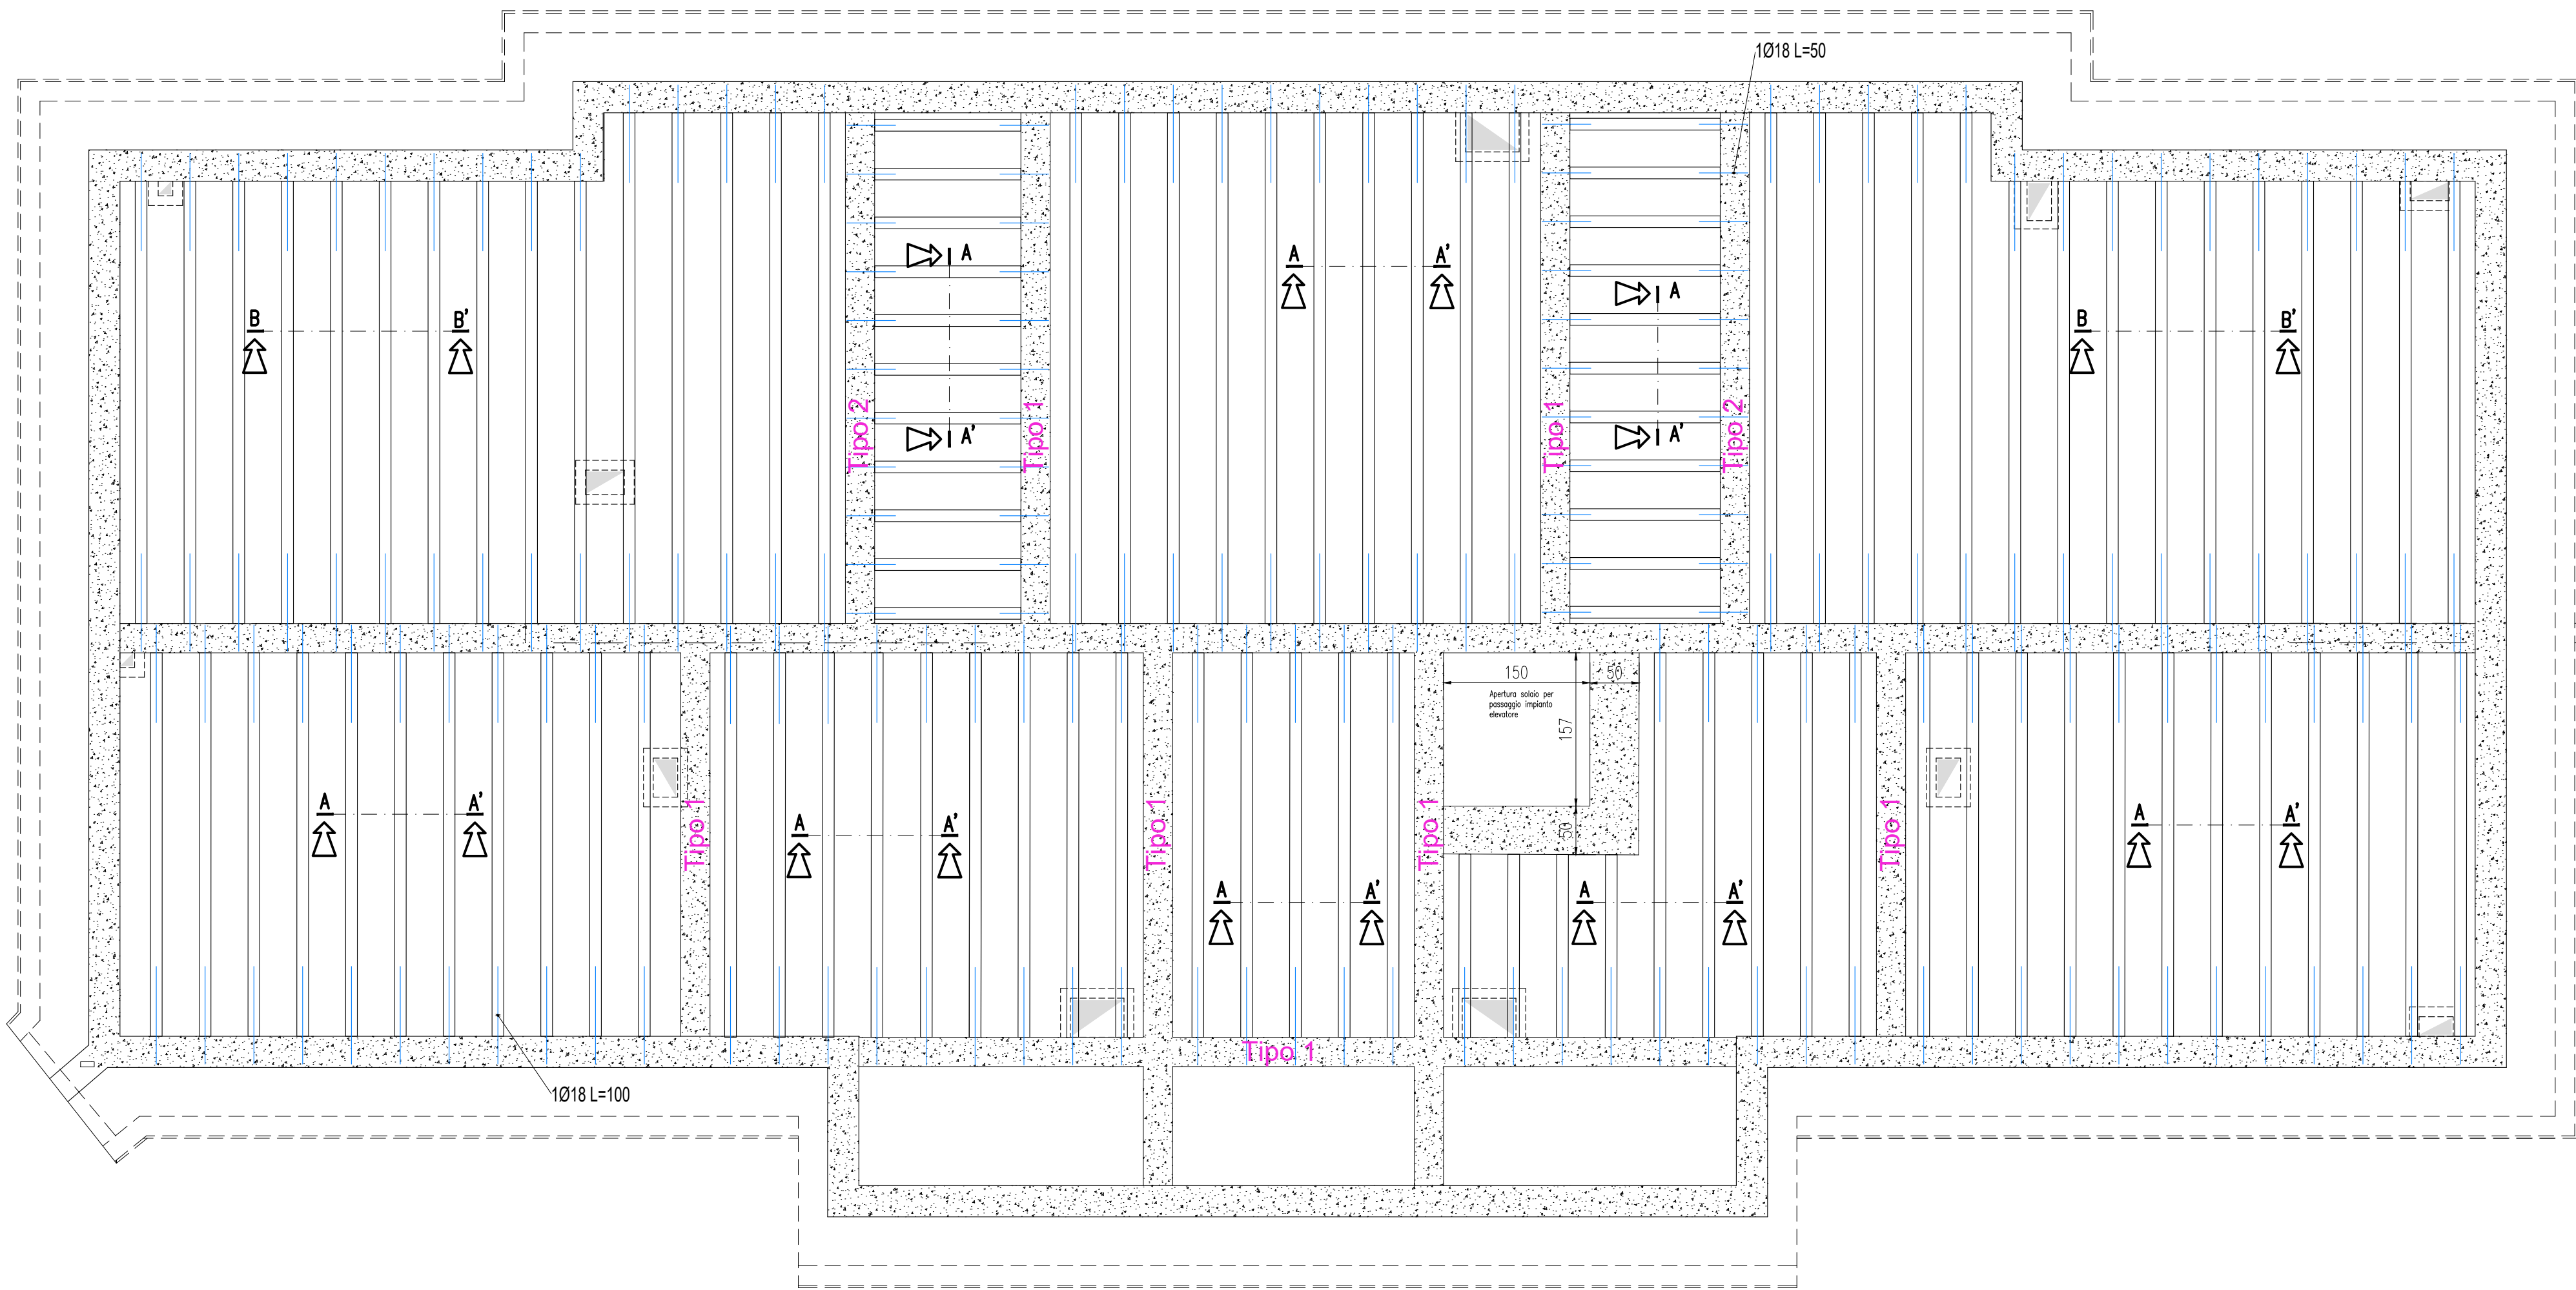 1Ø18 L=50
A
A A'
A
B B'
B B'
A'
A'
Tipo 2
Tipo 1
Tipo 1
Tipo 2
150
50
Apertura solaio per
passaggio impianto
elevatore
157
50
A A'
A A'
A A'
A A'
A A'
Tipo 1
Tipo 1
Tipo 1
Tipo 1
Tipo 1
1Ø18 L=100